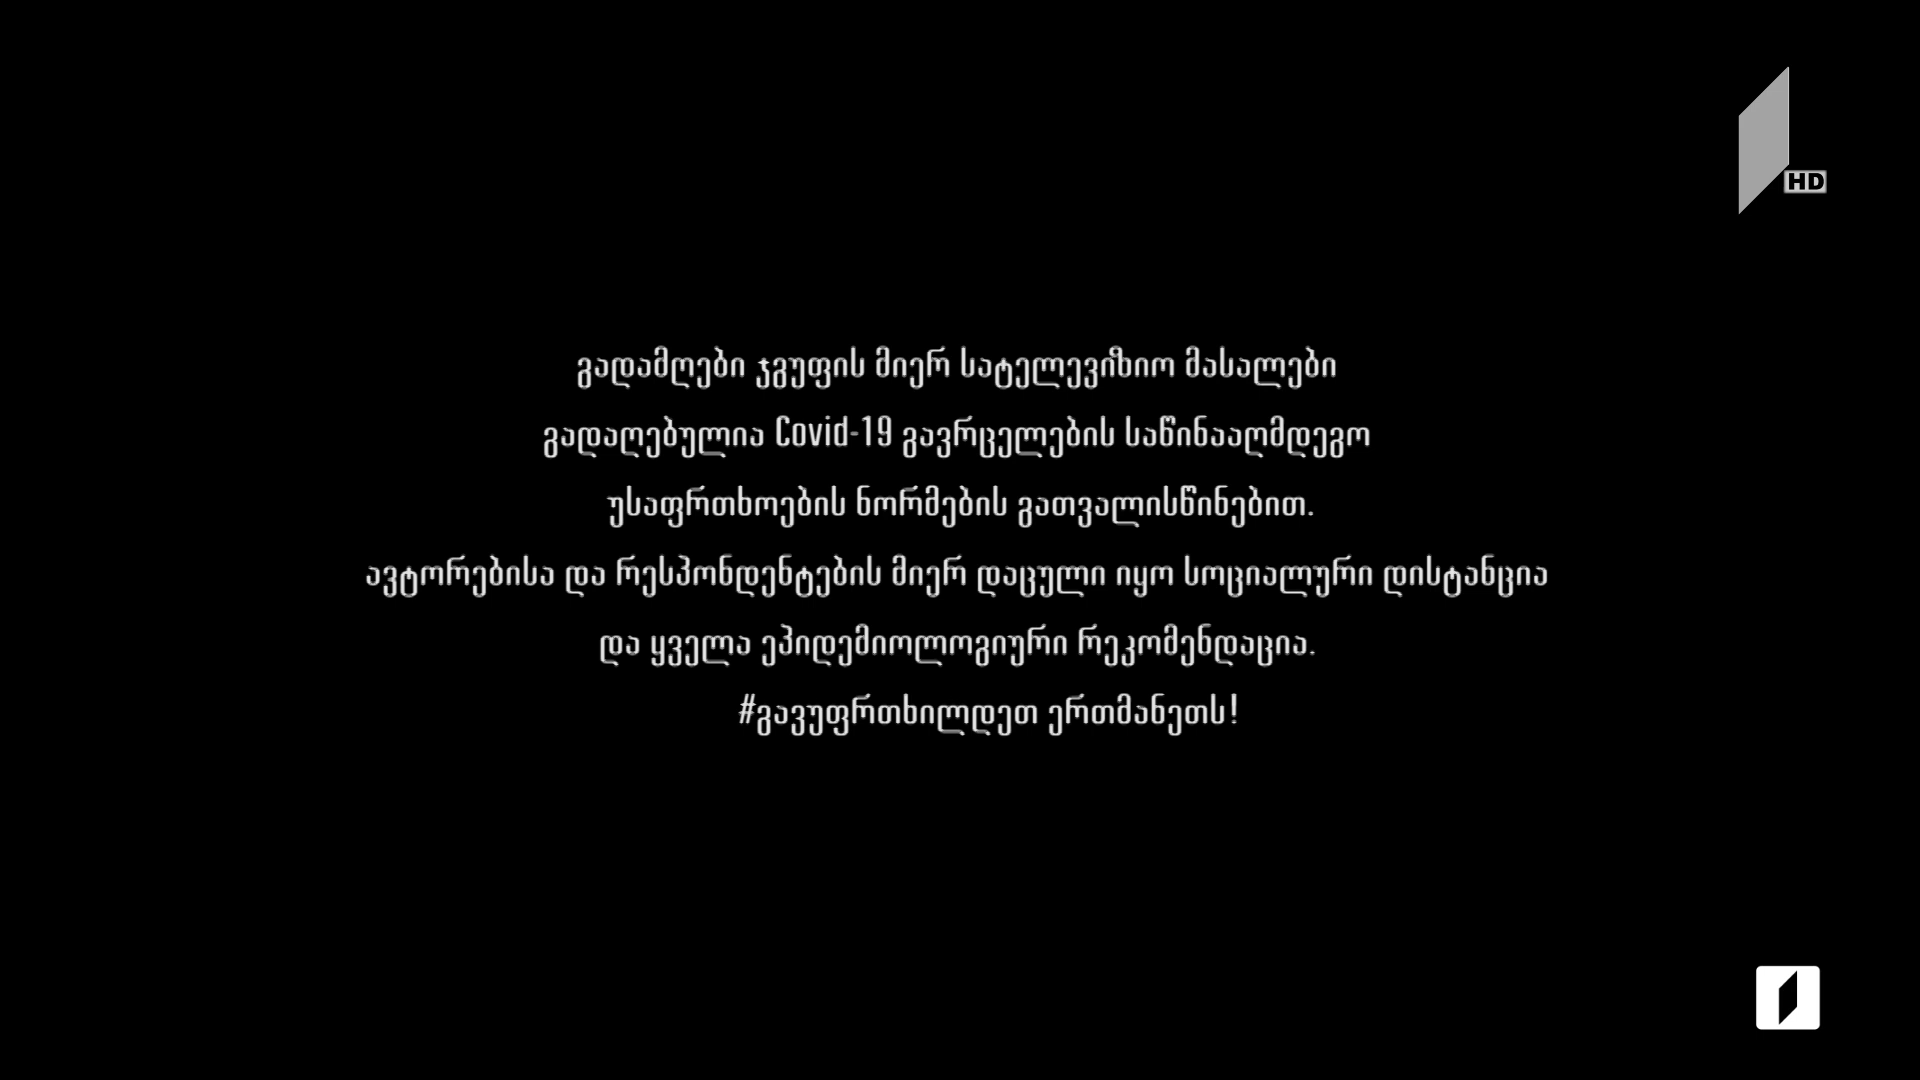 HD
გადამღები ჯგუფის მიერ სატელევიზიო მასალები
გადაღებულია Covid-19 გავრცელების საწინააღმდეგო
უსაფრთხოების ნორმების გათვალისწინებით.
ავტორებისა და რესპონდენტების მიერ დაცული იყო სოციალური დისტანცია
და ყველა ეპიდემიოლოგიური რეკომენდაცია.
#გავუფრთხილდეთ ერთმანეთს!